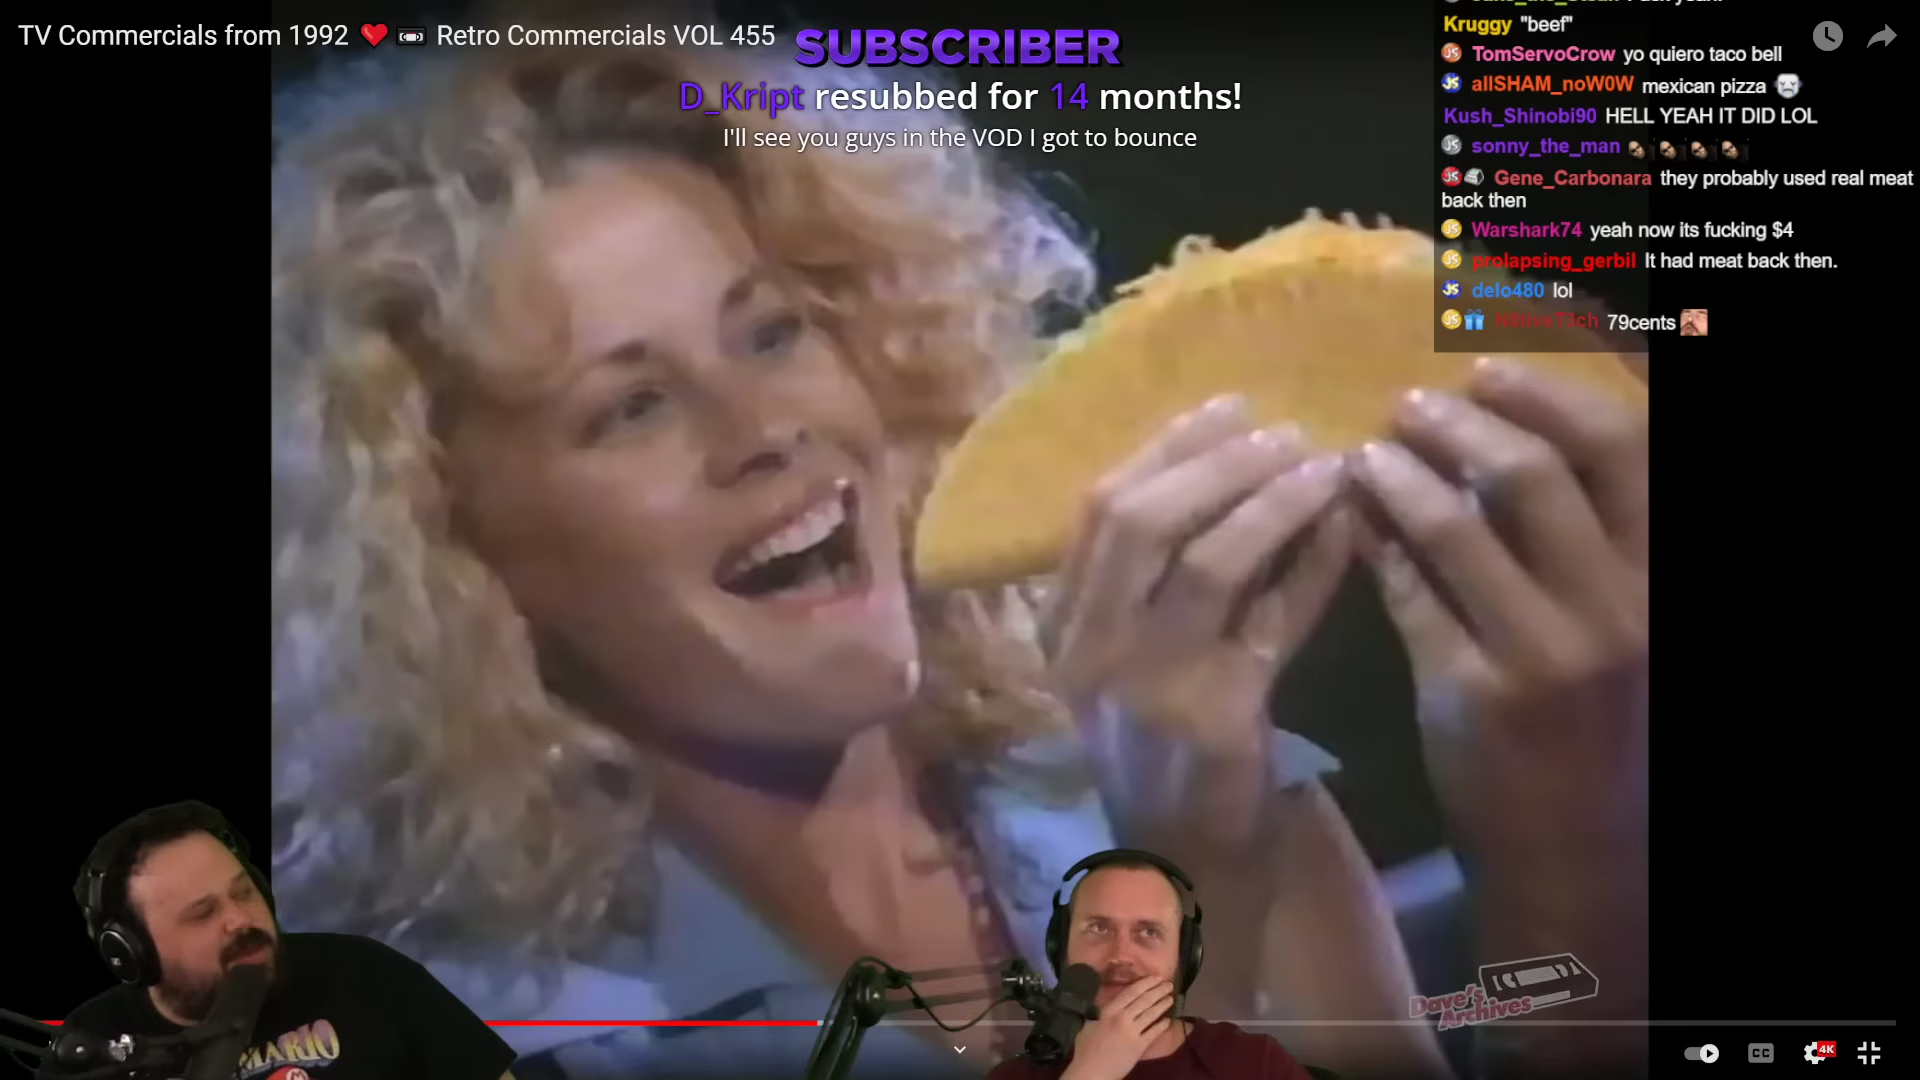 TV Commercials from 1992 ❤️ 📼 Retro Commercials VOL 455
SUBSCRIBER
D_Kript resubbed for 14 months!
I'll see you guys in the VOD I got to bounce
Kruggy "beef"
TomServoCrow yo quiero taco bell
allSHAM_noW0W mexican pizza
Kush_Shinobi90 HELL YEAH IT DID LOL
sonny_the_man
Gene_Carbonara they probably used real meat
back then
Warshark74 yeah now its fucking $4
prolapsing_gerbil It had meat back then.
delo480 lol
79cents
MARIO
Dave's
Archives
CC
4K